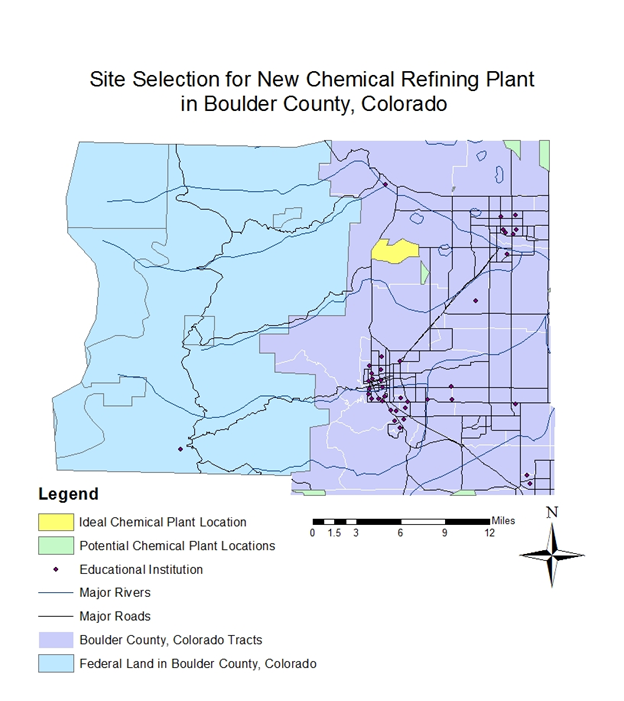 Site Selection for New Chemical Refining Plant
in Boulder County, Colorado
Legend
Ideal Chemical Plant Location
Potential Chemical Plant Locations
Educational Institution
Major Rivers
Major Roads
Boulder County, Colorado Tracts
Federal Land in Boulder County, Colorado
Miles
0 1.5 3 6 9 12
N